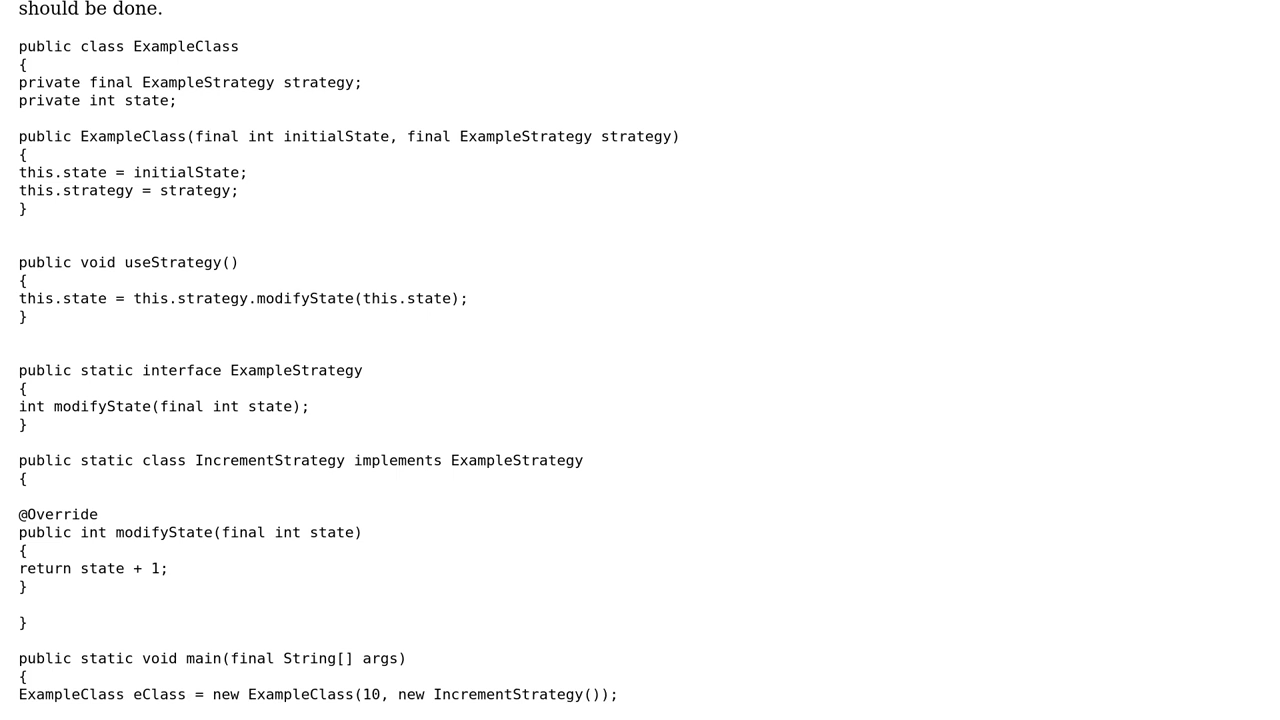 should be done.
public class ExampleClass
{
private final ExampleStrategy strategy;
private int state;
public ExampleClass(final int initialState, final ExampleStrategy strategy)
{
this.state = initialState;
this.strategy = strategy;
}
public void useStrategy()
{
this.state = this.strategy.modifyState(this.state);
}
public static interface ExampleStrategy
{
int modifyState(final int state);
}
public static class IncrementStrategy implements ExampleStrategy
{
@Override
public int modifyState(final int state)
{
return state + 1;
}
}
public static void main(final String[] args)
{
ExampleClass eClass = new ExampleClass(10, new IncrementStrategy());